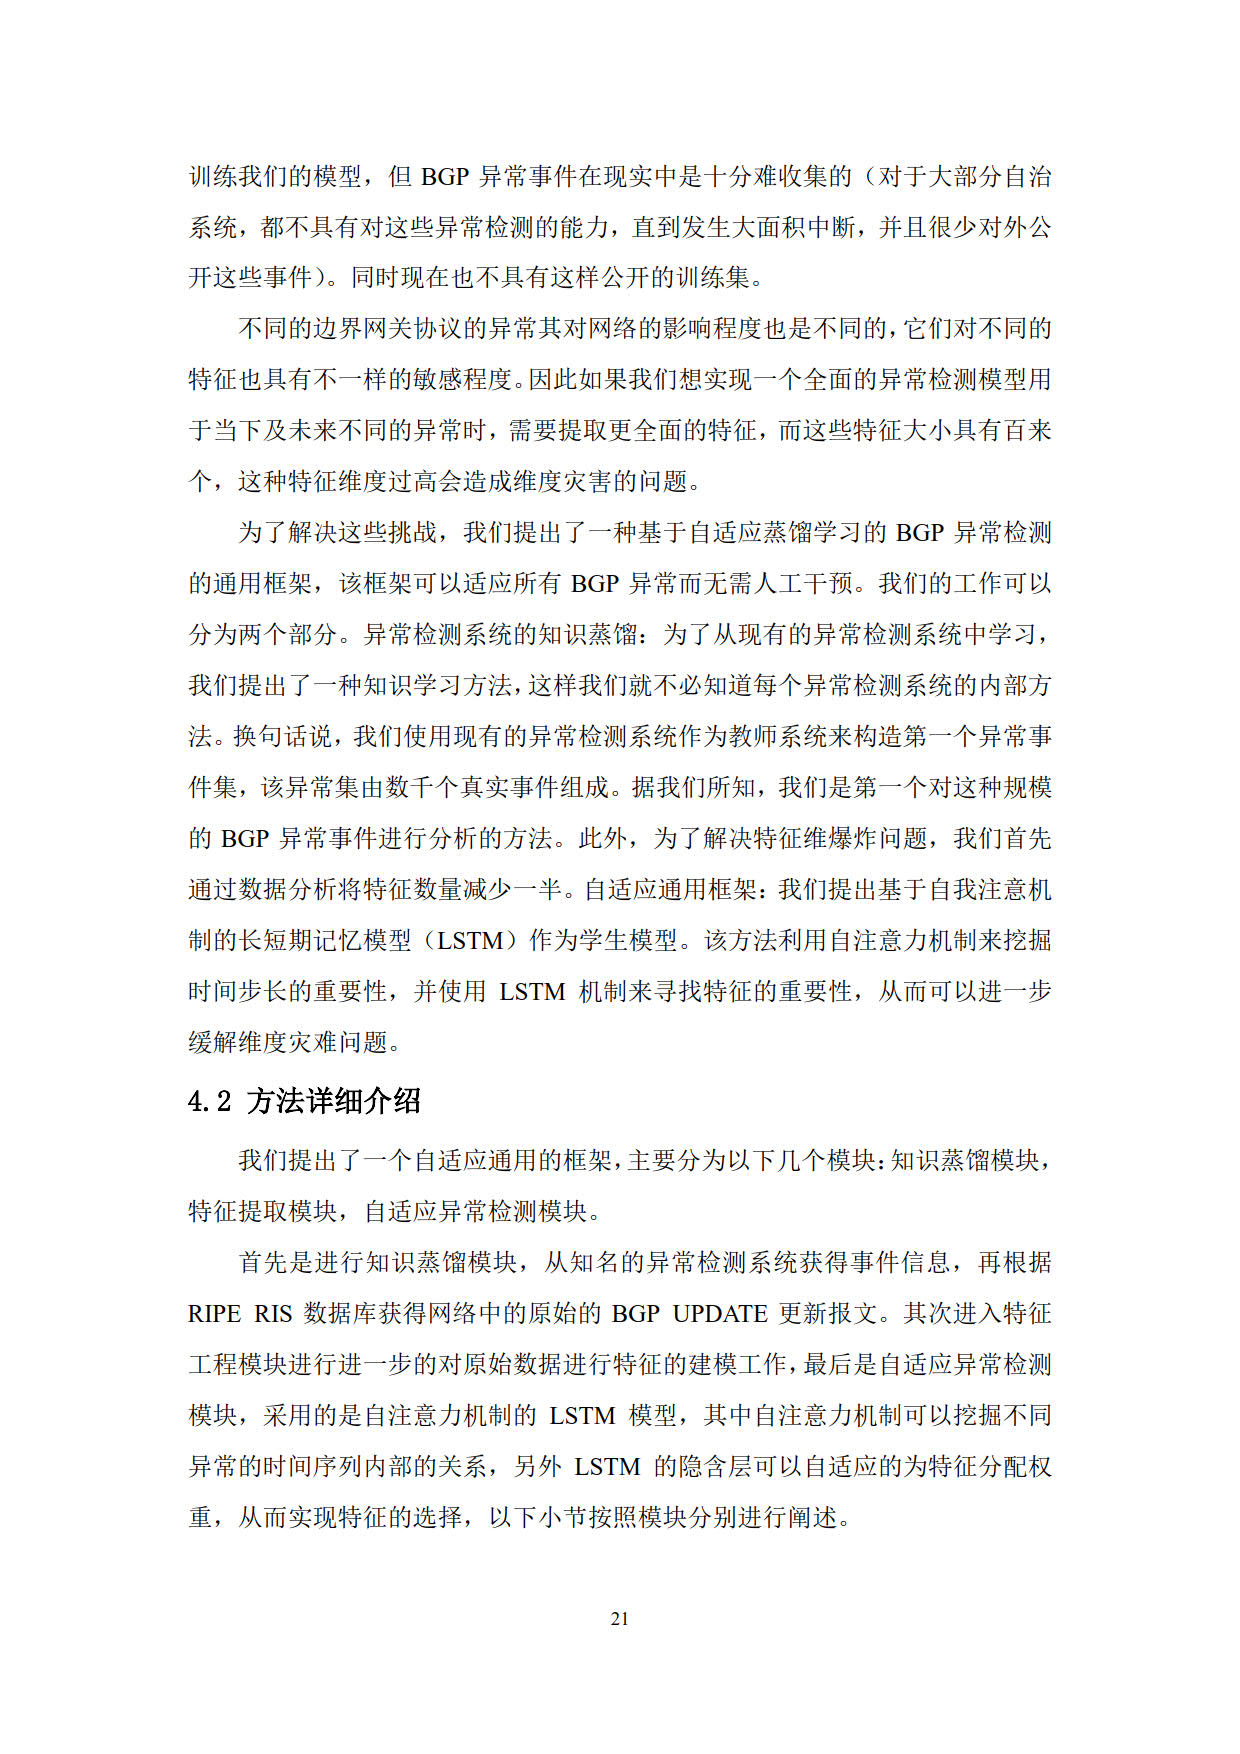 训练我们的模型，但 BGP 异常事件在现实中是十分难收集的（对于大部分自治
系统，都不具有对这些异常检测的能力，直到发生大面积中断，并且很少对外公
开这些事件）。同时现在也不具有这样公开的训练集。
不同的边界网关协议的异常其对网络的影响程度也是不同的，它们对不同的
特征也具有不一样的敏感程度。因此如果我们想实现一个全面的异常检测模型用
于当下及未来不同的异常时，需要提取更全面的特征，而这些特征大小具有百来
个，这种特征维度过高会造成维度灾害的问题。
为了解决这些挑战，我们提出了一种基于自适应蒸馏学习的 BGP 异常检测
的通用框架，该框架可以适应所有 BGP 异常而无需人工干预。我们的工作可以
分为两个部分。异常检测系统的知识蒸馏：为了从现有的异常检测系统中学习，
我们提出了一种知识学习方法，这样我们就不必知道每个异常检测系统的内部方
法。换句话说，我们使用现有的异常检测系统作为教师系统来构造第一个异常事
件集，该异常集由数千个真实事件组成。据我们所知，我们是第一个对这种规模
的 BGP 异常事件进行分析的方法。此外，为了解决特征维爆炸问题，我们首先
通过数据分析将特征数量减少一半。自适应通用框架：我们提出基于自我注意机
制的长短期记忆模型（LSTM）作为学生模型。该方法利用自注意力机制来挖掘
时间步长的重要性，并使用 LSTM 机制来寻找特征的重要性，从而可以进一步
缓解维度灾难问题。
4.2 方法详细介绍
我们提出了一个自适应通用的框架，主要分为以下几个模块：知识蒸馏模块，
特征提取模块，自适应异常检测模块。
首先是进行知识蒸馏模块，从知名的异常检测系统获得事件信息，再根据
RIPE RIS 数据库获得网络中的原始的 BGP UPDATE 更新报文。其次进入特征
工程模块进行进一步的对原始数据进行特征的建模工作，最后是自适应异常检测
模块，采用的是自注意力机制的 LSTM 模型，其中自注意力机制可以挖掘不同
异常的时间序列内部的关系，另外 LSTM 的隐含层可以自适应的为特征分配权
重，从而实现特征的选择，以下小节按照模块分别进行阐述。
21